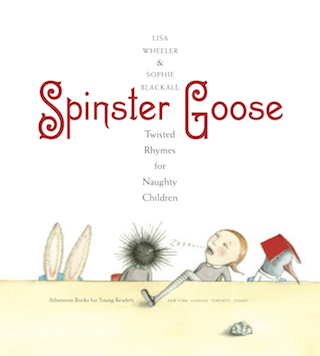 LISA
WHEELER
&
SOPHIE
BLACKALL
Spinster Goose
Twisted
Rhymes
for
Naughty
Children
ZZZZZZ...
Atheneum Books for Young Readers
NEW YORK LONDON TORONTO SYDNEY